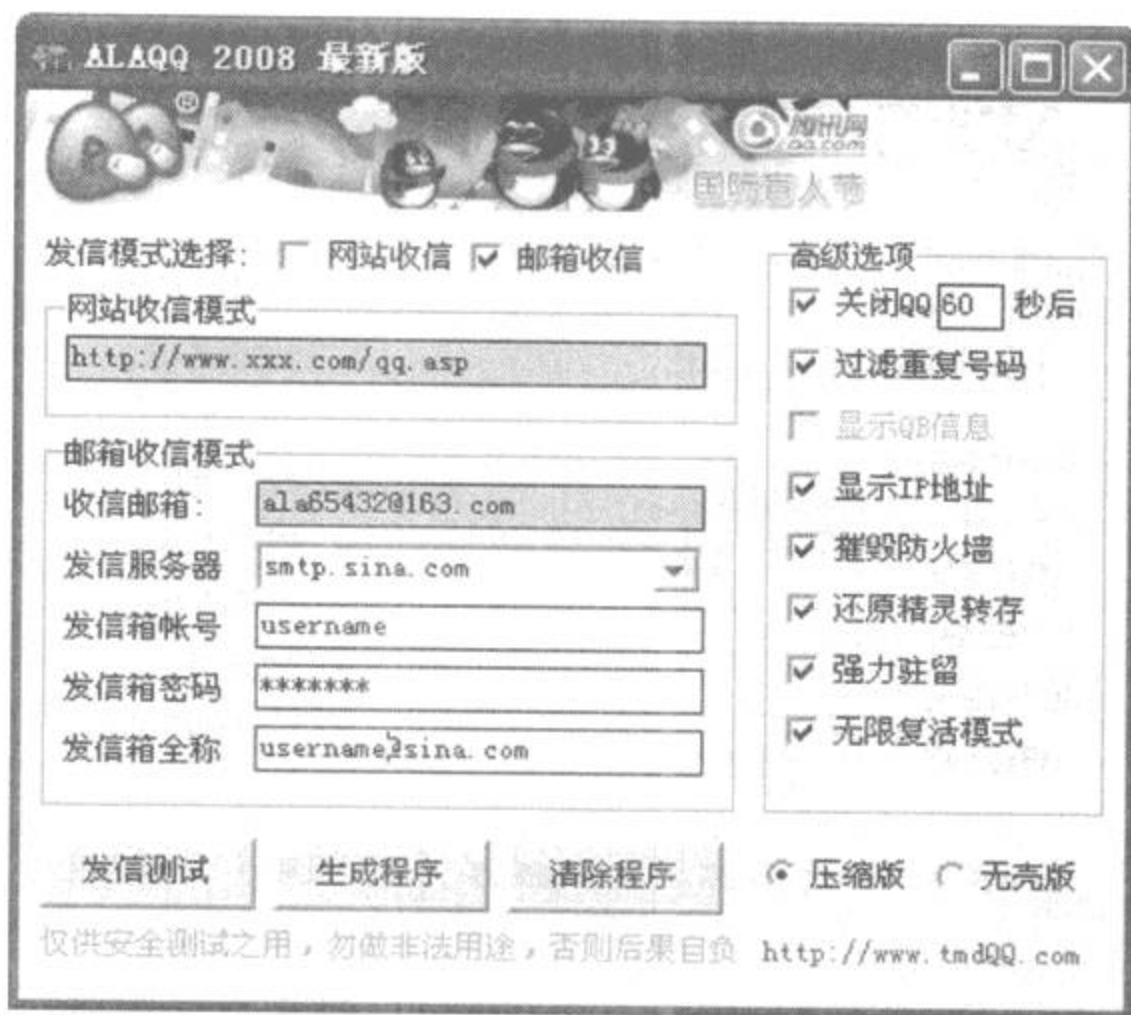 ALAQQ 2008 最新版
腾讯网
QQ.com
国际盲人节
发信模式选择: 网站收信 邮箱收信
网站收信模式
http://www.xxx.com/qq.asp
邮箱收信模式
收信邮箱: ala65432@163.com
发信服务器 smtp.sina.com
发信箱帐号 username
发信箱密码 *******
发信箱全称 username@sina.com
高级选项
关闭QQ 60 秒后
过滤重复号码
显示QB信息
显示IP地址
摧毁防火墙
还原精灵转存
强力驻留
无限复活模式
发信测试 生成程序 清除程序 压缩版 无壳版
仅供安全测试之用，勿做非法用途，否则后果自负 http://www.tmdQQ.com